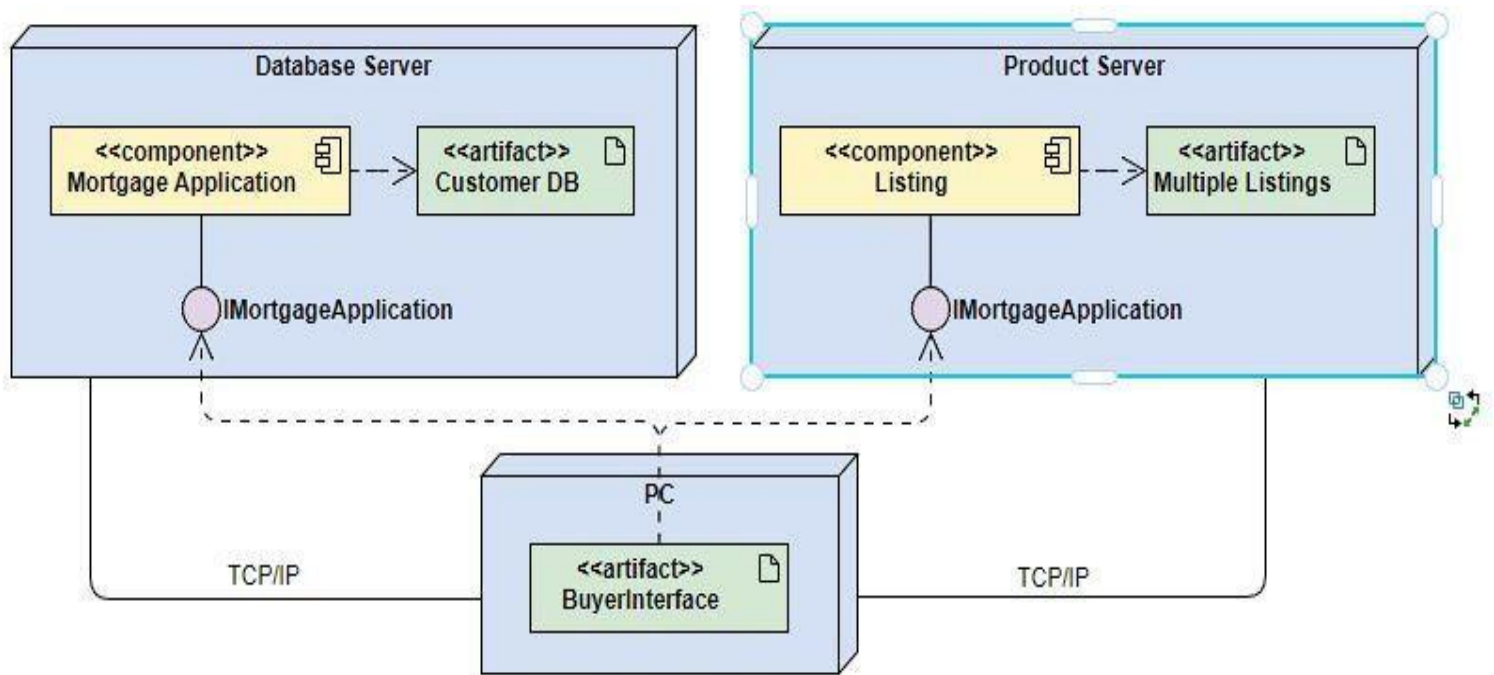 Database Server
<<component>>
Mortgage Application
<<artifact>>
Customer DB
IMortgageApplication
Product Server
<<component>>
Listing
<<artifact>>
Multiple Listings
IMortgageApplication
PC
<<artifact>>
BuyerInterface
TCP/IP
TCP/IP